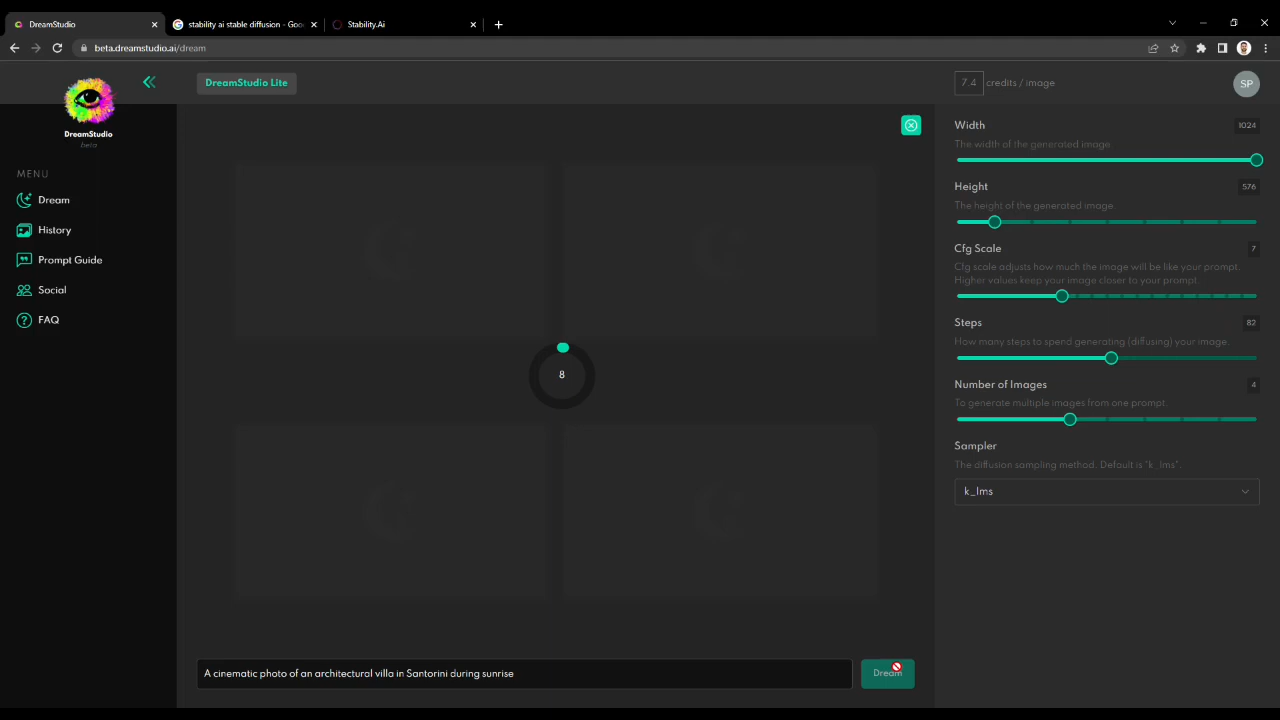 DreamStudio
stability ai stable diffusion - Goo
Stability.Ai
beta.dreamstudio.ai/dream
DreamStudio
beta
MENU
Dream
History
Prompt Guide
Social
FAQ
DreamStudio Lite
7.4 credits / image
SP
Width 1024
The width of the generated image.
Height 576
The height of the generated image.
Cfg Scale 7
Cfg scale adjusts how much the image will be like your prompt.
Higher values keep your image closer to your prompt.
Steps 82
How many steps to spend generating (diffusing) your image.
Number of Images 4
To generate multiple images from one prompt.
Sampler
The diffusion sampling method. Default is "k_lms".
k_lms
8
A cinematic photo of an architectural villa in Santorini during sunrise
Dream